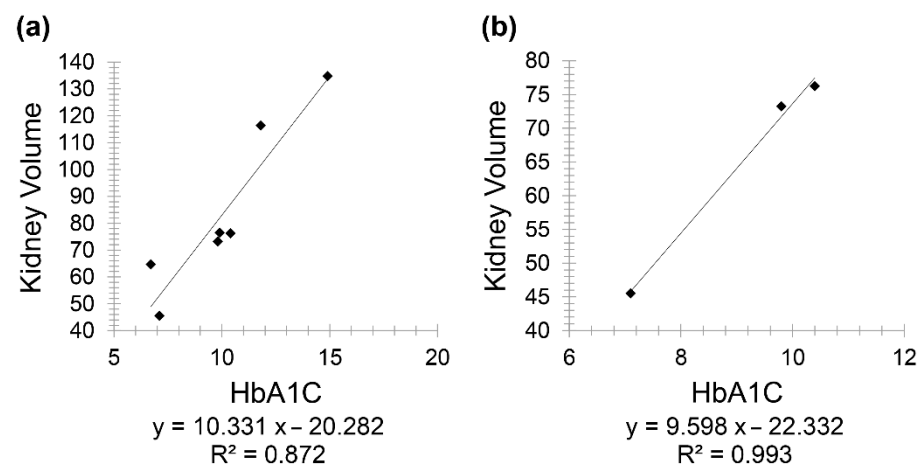 (a)
Kidney Volume
140
130
120
110
100
90
80
70
60
50
40
5 10 15 20
HbA1C
y = 10.331 x – 20.282
R² = 0.872
(b)
Kidney Volume
80
75
70
65
60
55
50
45
40
6 8 10 12
HbA1C
y = 9.598 x – 22.332
R² = 0.993